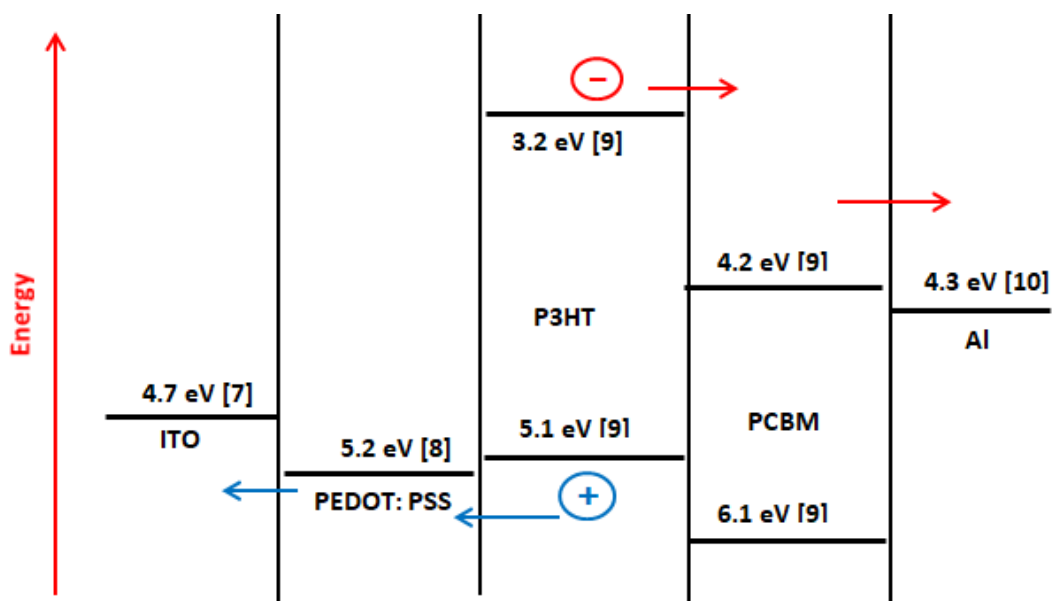 −
3.2 eV [9]
4.2 eV [9]
4.3 eV [10]
Energy
P3HT
Al
4.7 eV [7]
ITO
5.1 eV [9]
PCBM
5.2 eV [8]
PEDOT: PSS
+
6.1 eV [9]